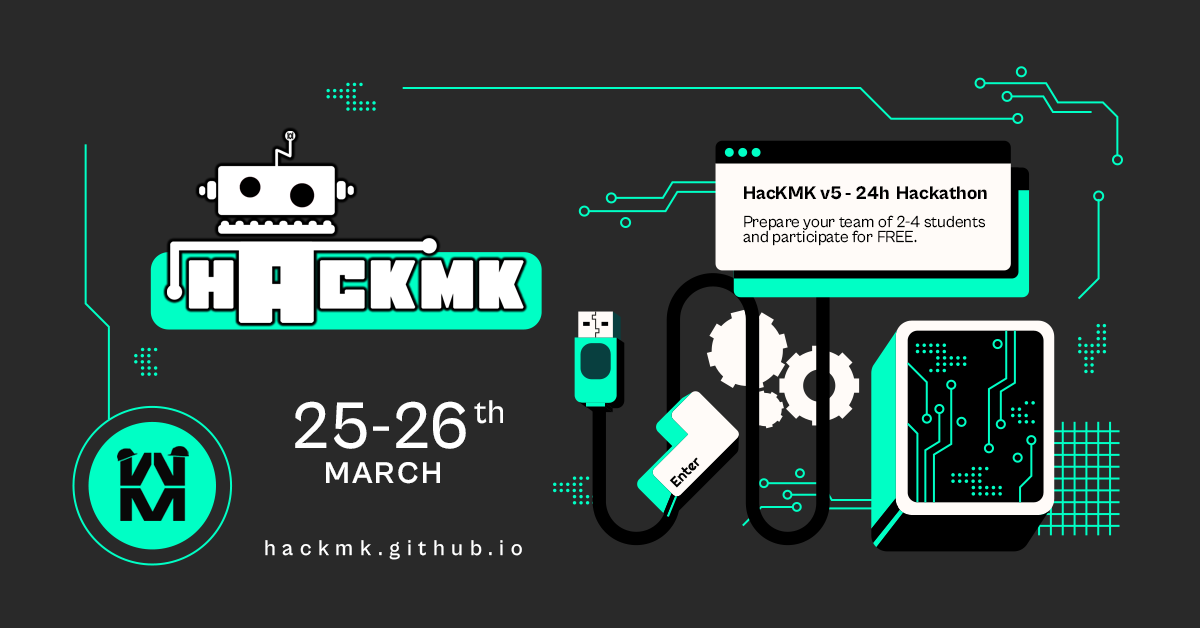 HACKMK
25-26th
MARCH
hackmk.github.io
HacKMK v5 - 24h Hackathon
Prepare your team of 2-4 students
and participate for FREE.
Enter